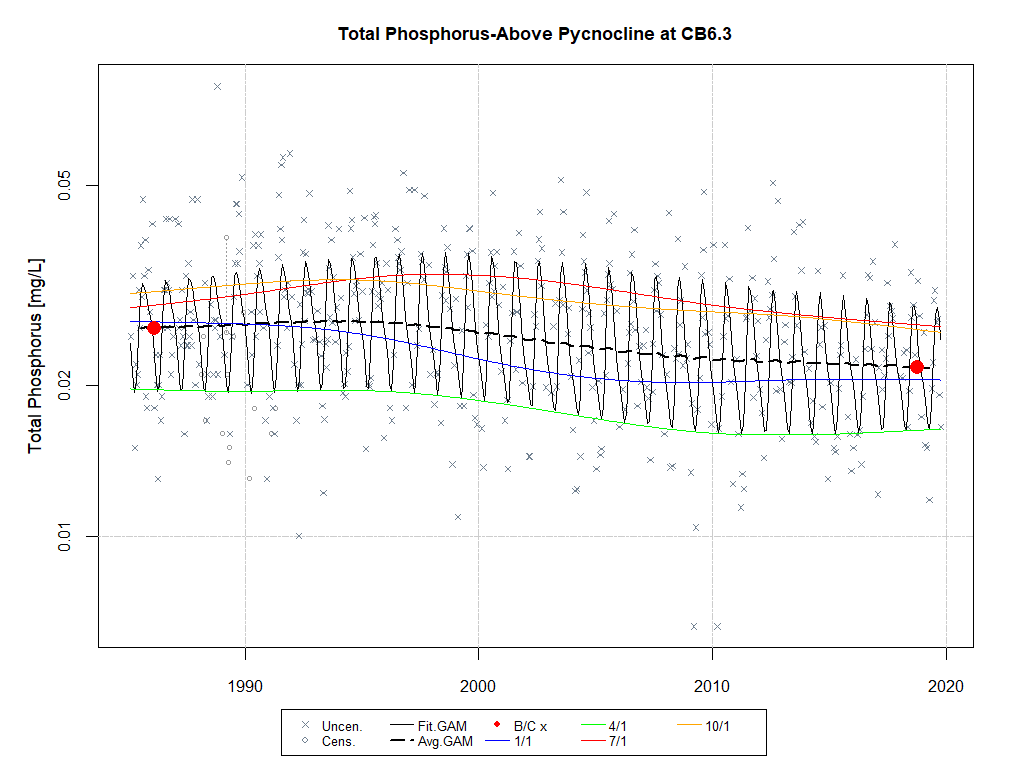 Total Phosphorus-Above Pycnocline at CB6.3
Total Phosphorus [mg/L]
0.05
0.02
0.01
1990 2000 2010 2020
Uncen. Fit.GAM B/C x 4/1 10/1
Cens. Avg.GAM 1/1 7/1